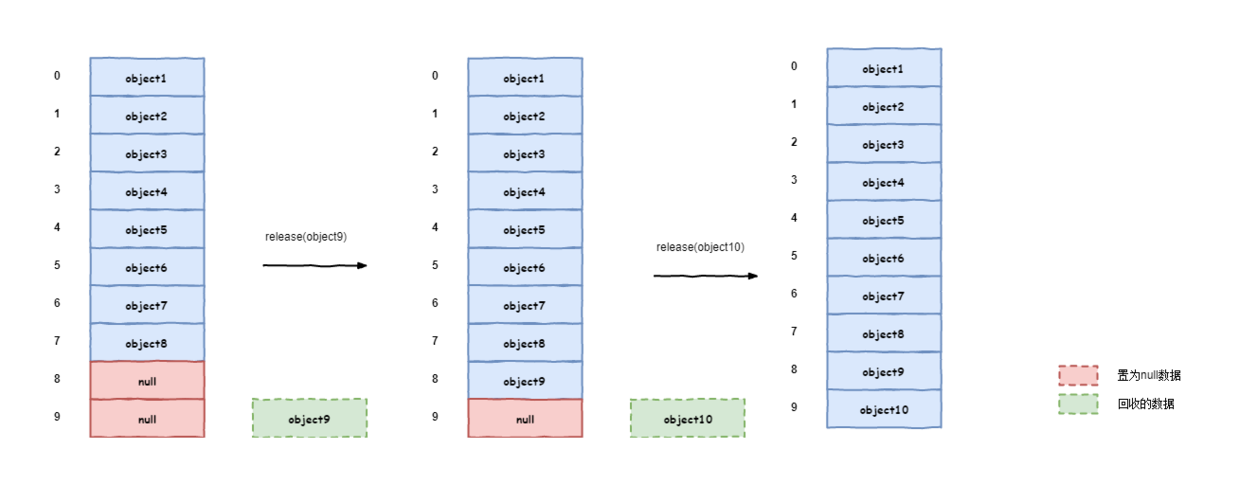 0 object1
1 object2
2 object3
3 object4
4 object5
5 object6
6 object7
7 object8
8 null
9 null
object9
release(object9)
0 object1
1 object2
2 object3
3 object4
4 object5
5 object6
6 object7
7 object8
8 object9
9 null
object10
release(object10)
0 object1
1 object2
2 object3
3 object4
4 object5
5 object6
6 object7
7 object8
8 object9
9 object10
置为null数据
回收的数据